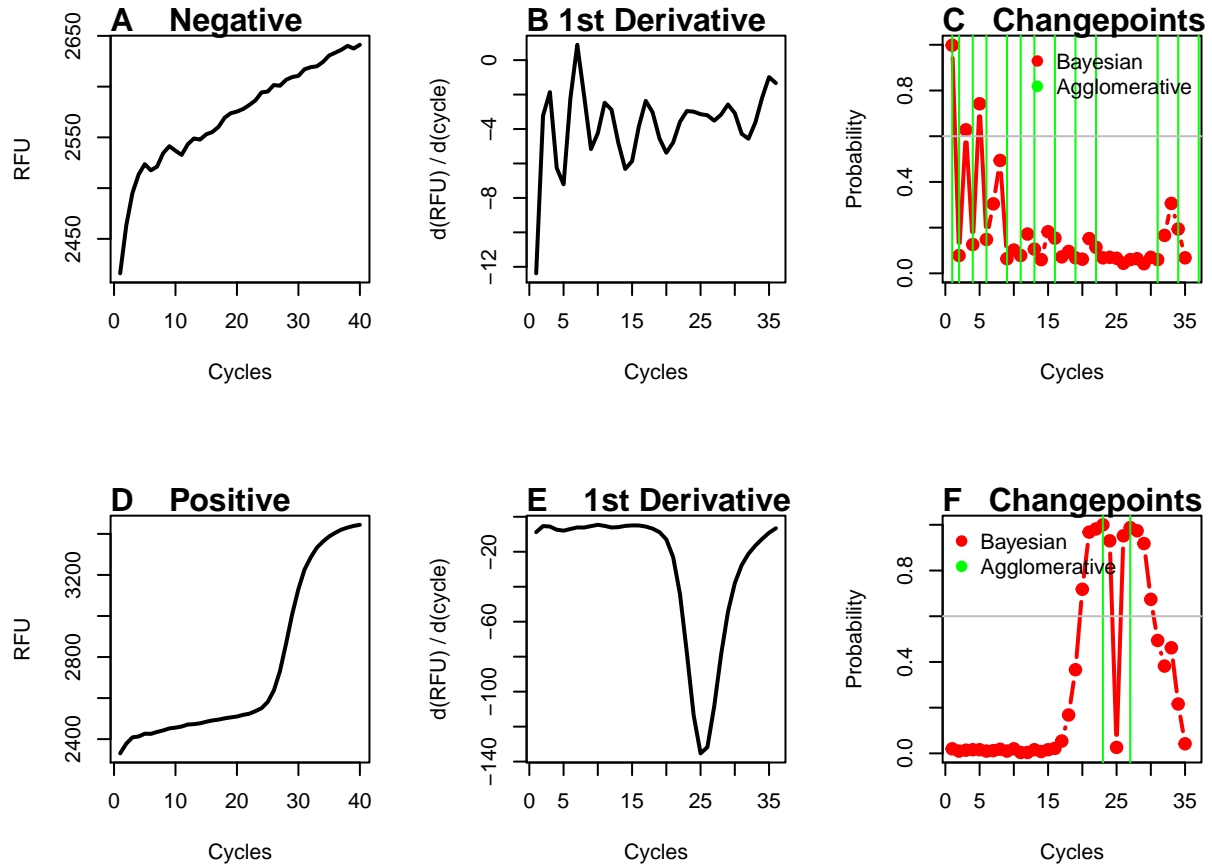 A Negative
2650
2550
2450
RFU
0 10 20 30 40
Cycles
B 1st Derivative
0
−4
−8
−12
d(RFU) / d(cycle)
0 5 15 25 35
Cycles
C Changepoints
Bayesian
Agglomerative
0.8
0.4
0.0
Probability
0 5 15 25 35
Cycles
D Positive
3200
2800
2400
RFU
0 10 20 30 40
Cycles
E 1st Derivative
−20
−60
−100
−140
d(RFU) / d(cycle)
0 5 15 25 35
Cycles
F Changepoints
Bayesian
Agglomerative
0.8
0.4
0.0
Probability
0 5 15 25 35
Cycles